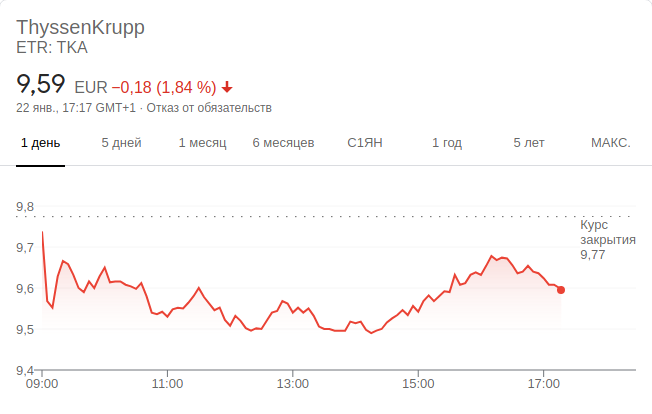 ThyssenKrupp
ETR: TKA
9,59 EUR −0,18 (1,84 %)
22 янв., 17:17 GMT+1 · Отказ от обязательств
1 день 5 дней 1 месяц 6 месяцев С1ЯН 1 год 5 лет МАКС.
9,8
Курс
закрытия
9,77
9,7
9,6
9,5
9,4
09:00 11:00 13:00 15:00 17:00